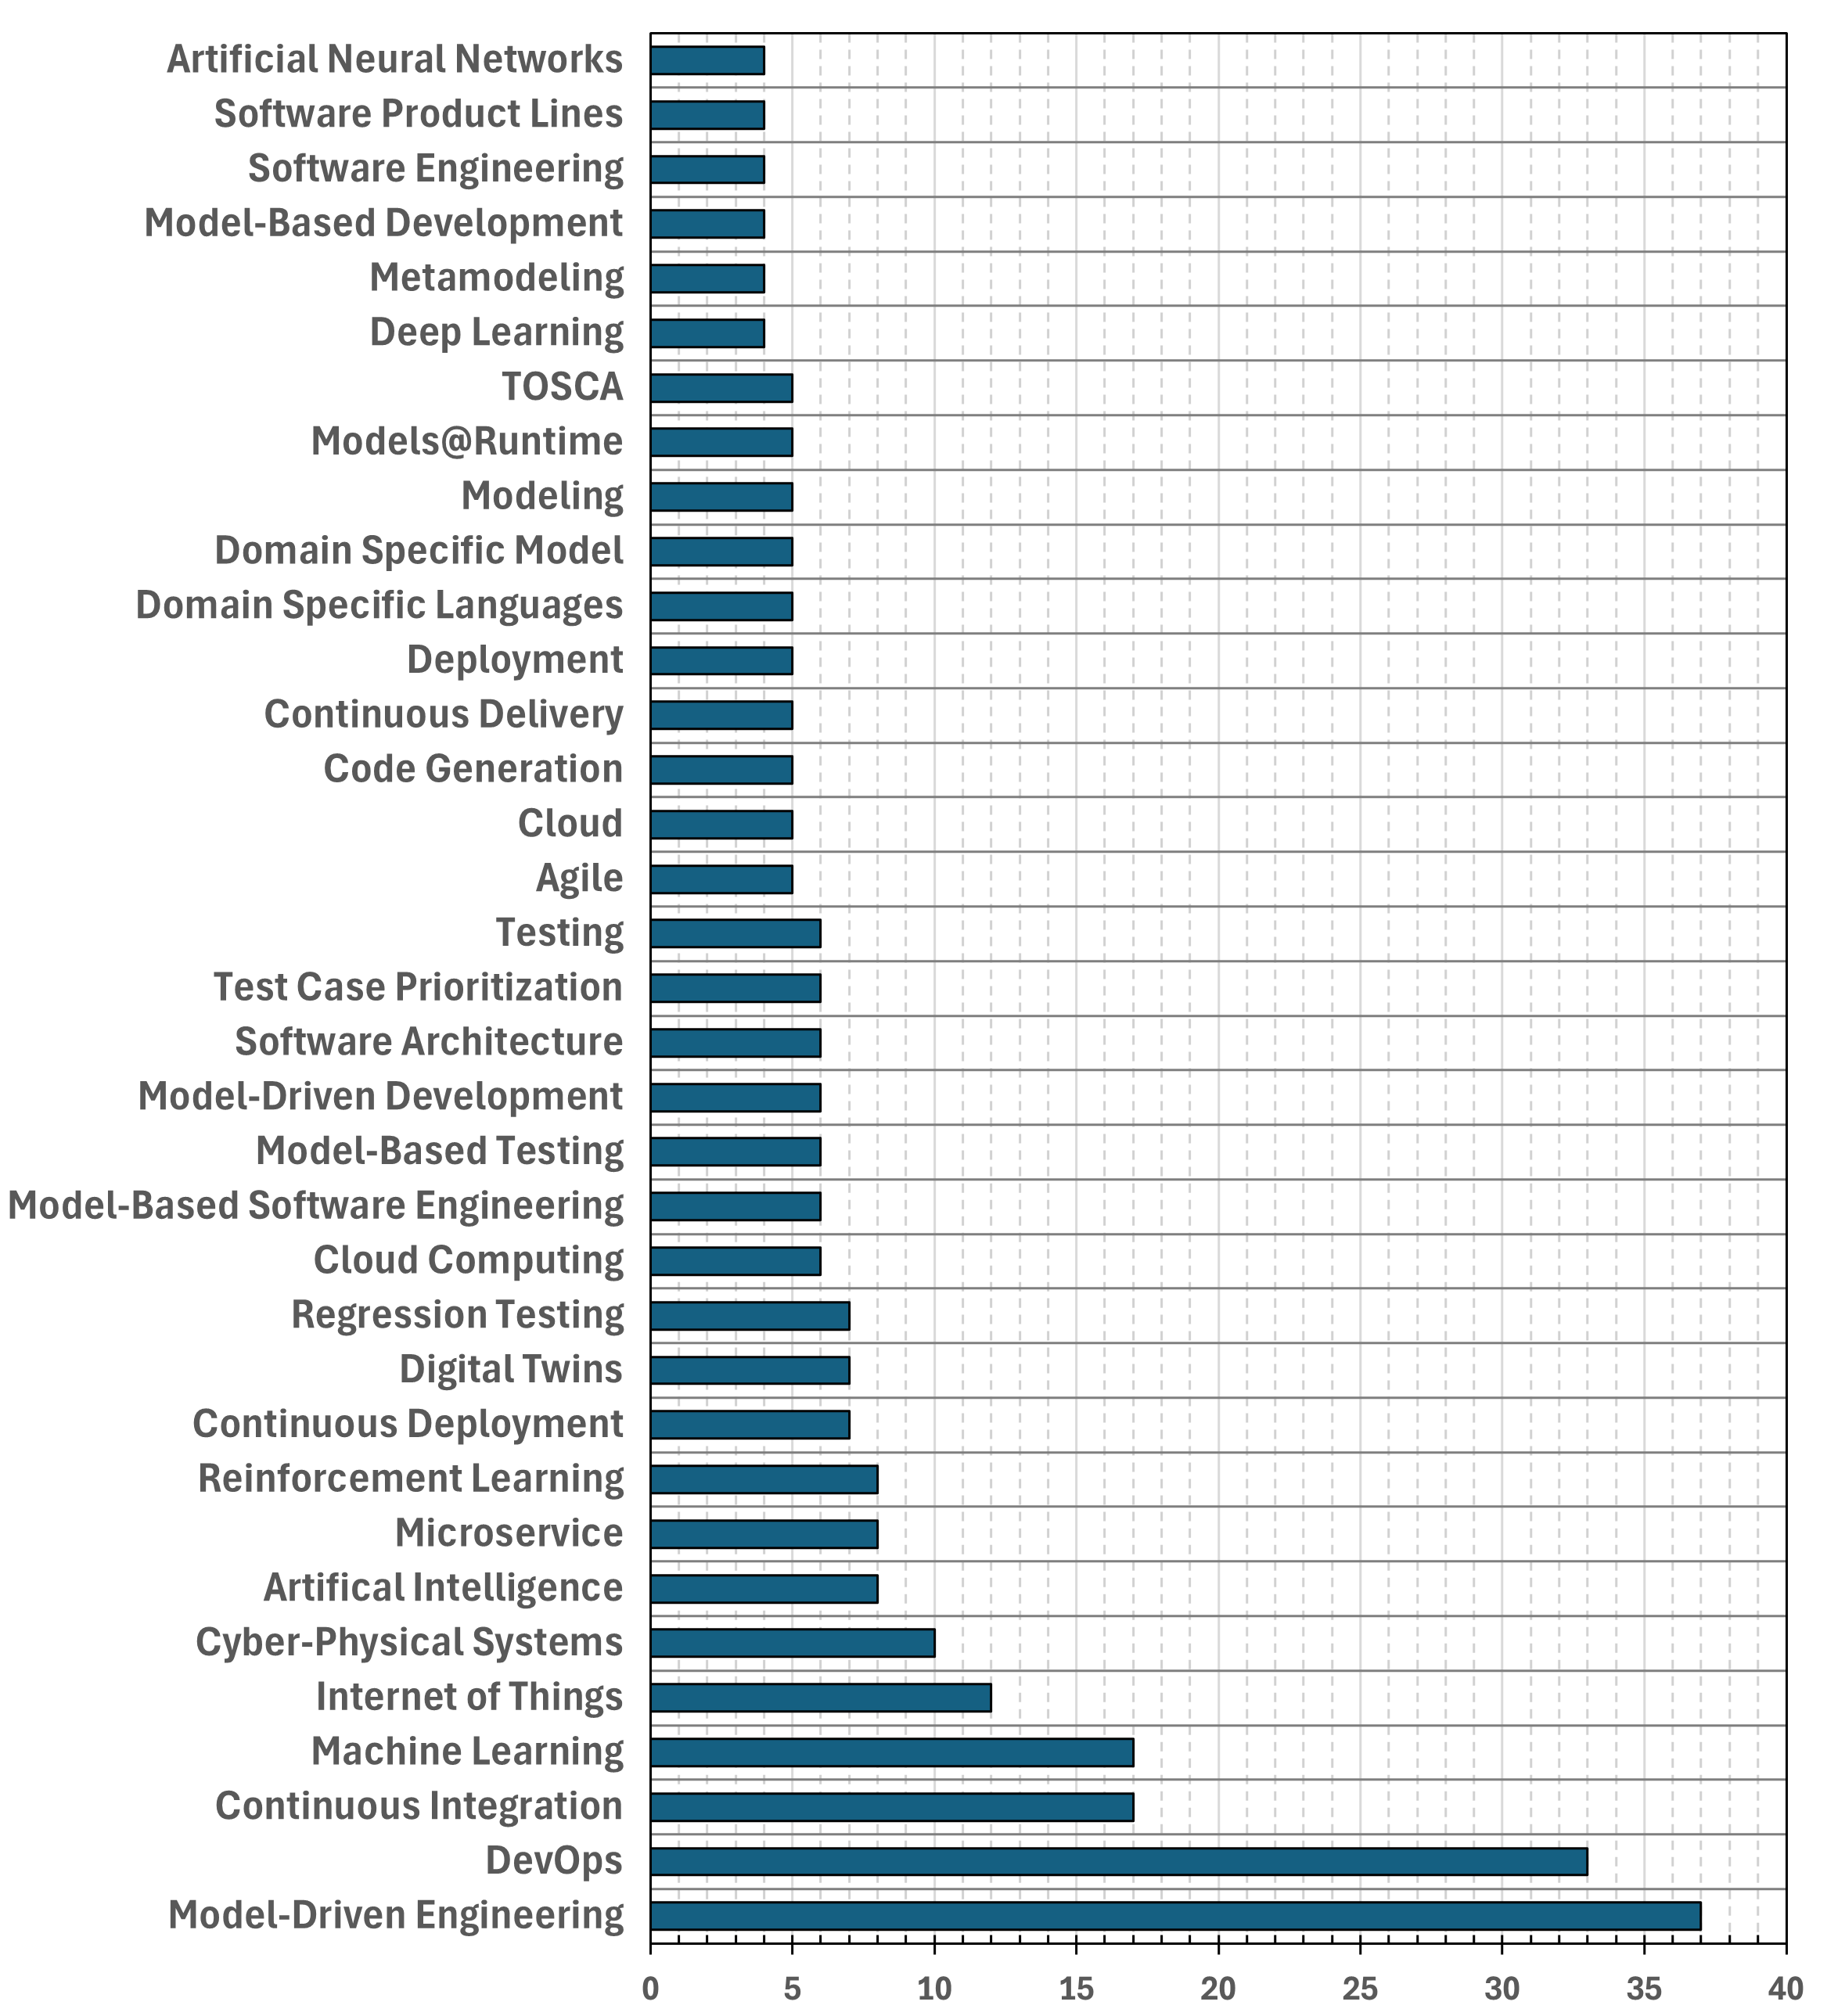 Artificial Neural Networks
Software Product Lines
Software Engineering
Model-Based Development
Metamodeling
Deep Learning
TOSCA
Models@Runtime
Modeling
Domain Specific Model
Domain Specific Languages
Deployment
Continuous Delivery
Code Generation
Cloud
Agile
Testing
Test Case Prioritization
Software Architecture
Model-Driven Development
Model-Based Testing
Model-Based Software Engineering
Cloud Computing
Regression Testing
Digital Twins
Continuous Deployment
Reinforcement Learning
Microservice
Artifical Intelligence
Cyber-Physical Systems
Internet of Things
Machine Learning
Continuous Integration
DevOps
Model-Driven Engineering
0 5 10 15 20 25 30 35 40